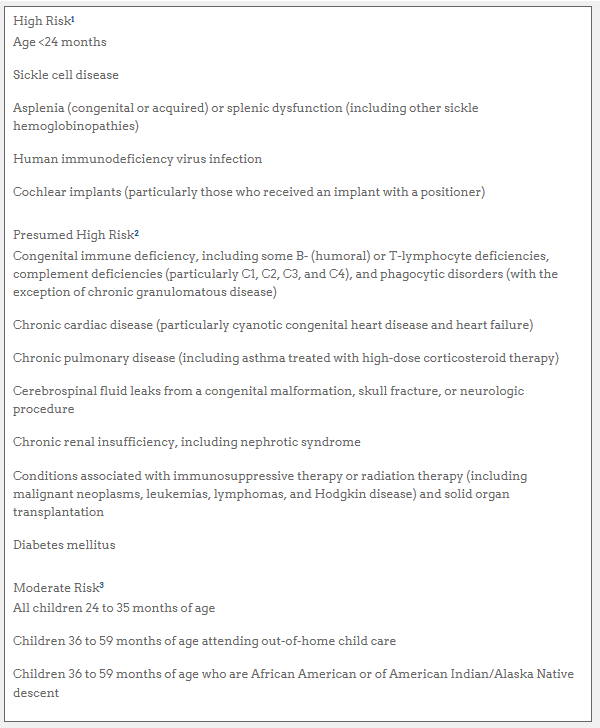 High Risk¹
Age <24 months
Sickle cell disease
Asplenia (congenital or acquired) or splenic dysfunction (including other sickle
hemoglobinopathies)
Human immunodeficiency virus infection
Cochlear implants (particularly those who received an implant with a positioner)
Presumed High Risk²
Congenital immune deficiency, including some B- (humoral) or T-lymphocyte deficiencies,
complement deficiencies (particularly C1, C2, C3, and C4), and phagocytic disorders (with the
exception of chronic granulomatous disease)
Chronic cardiac disease (particularly cyanotic congenital heart disease and heart failure)
Chronic pulmonary disease (including asthma treated with high-dose corticosteroid therapy)
Cerebrospinal fluid leaks from a congenital malformation, skull fracture, or neurologic
procedure
Chronic renal insufficiency, including nephrotic syndrome
Conditions associated with immunosuppressive therapy or radiation therapy (including
malignant neoplasms, leukemias, lymphomas, and Hodgkin disease) and solid organ
transplantation
Diabetes mellitus
Moderate Risk³
All children 24 to 35 months of age
Children 36 to 59 months of age attending out-of-home child care
Children 36 to 59 months of age who are African American or of American Indian/Alaska Native
descent